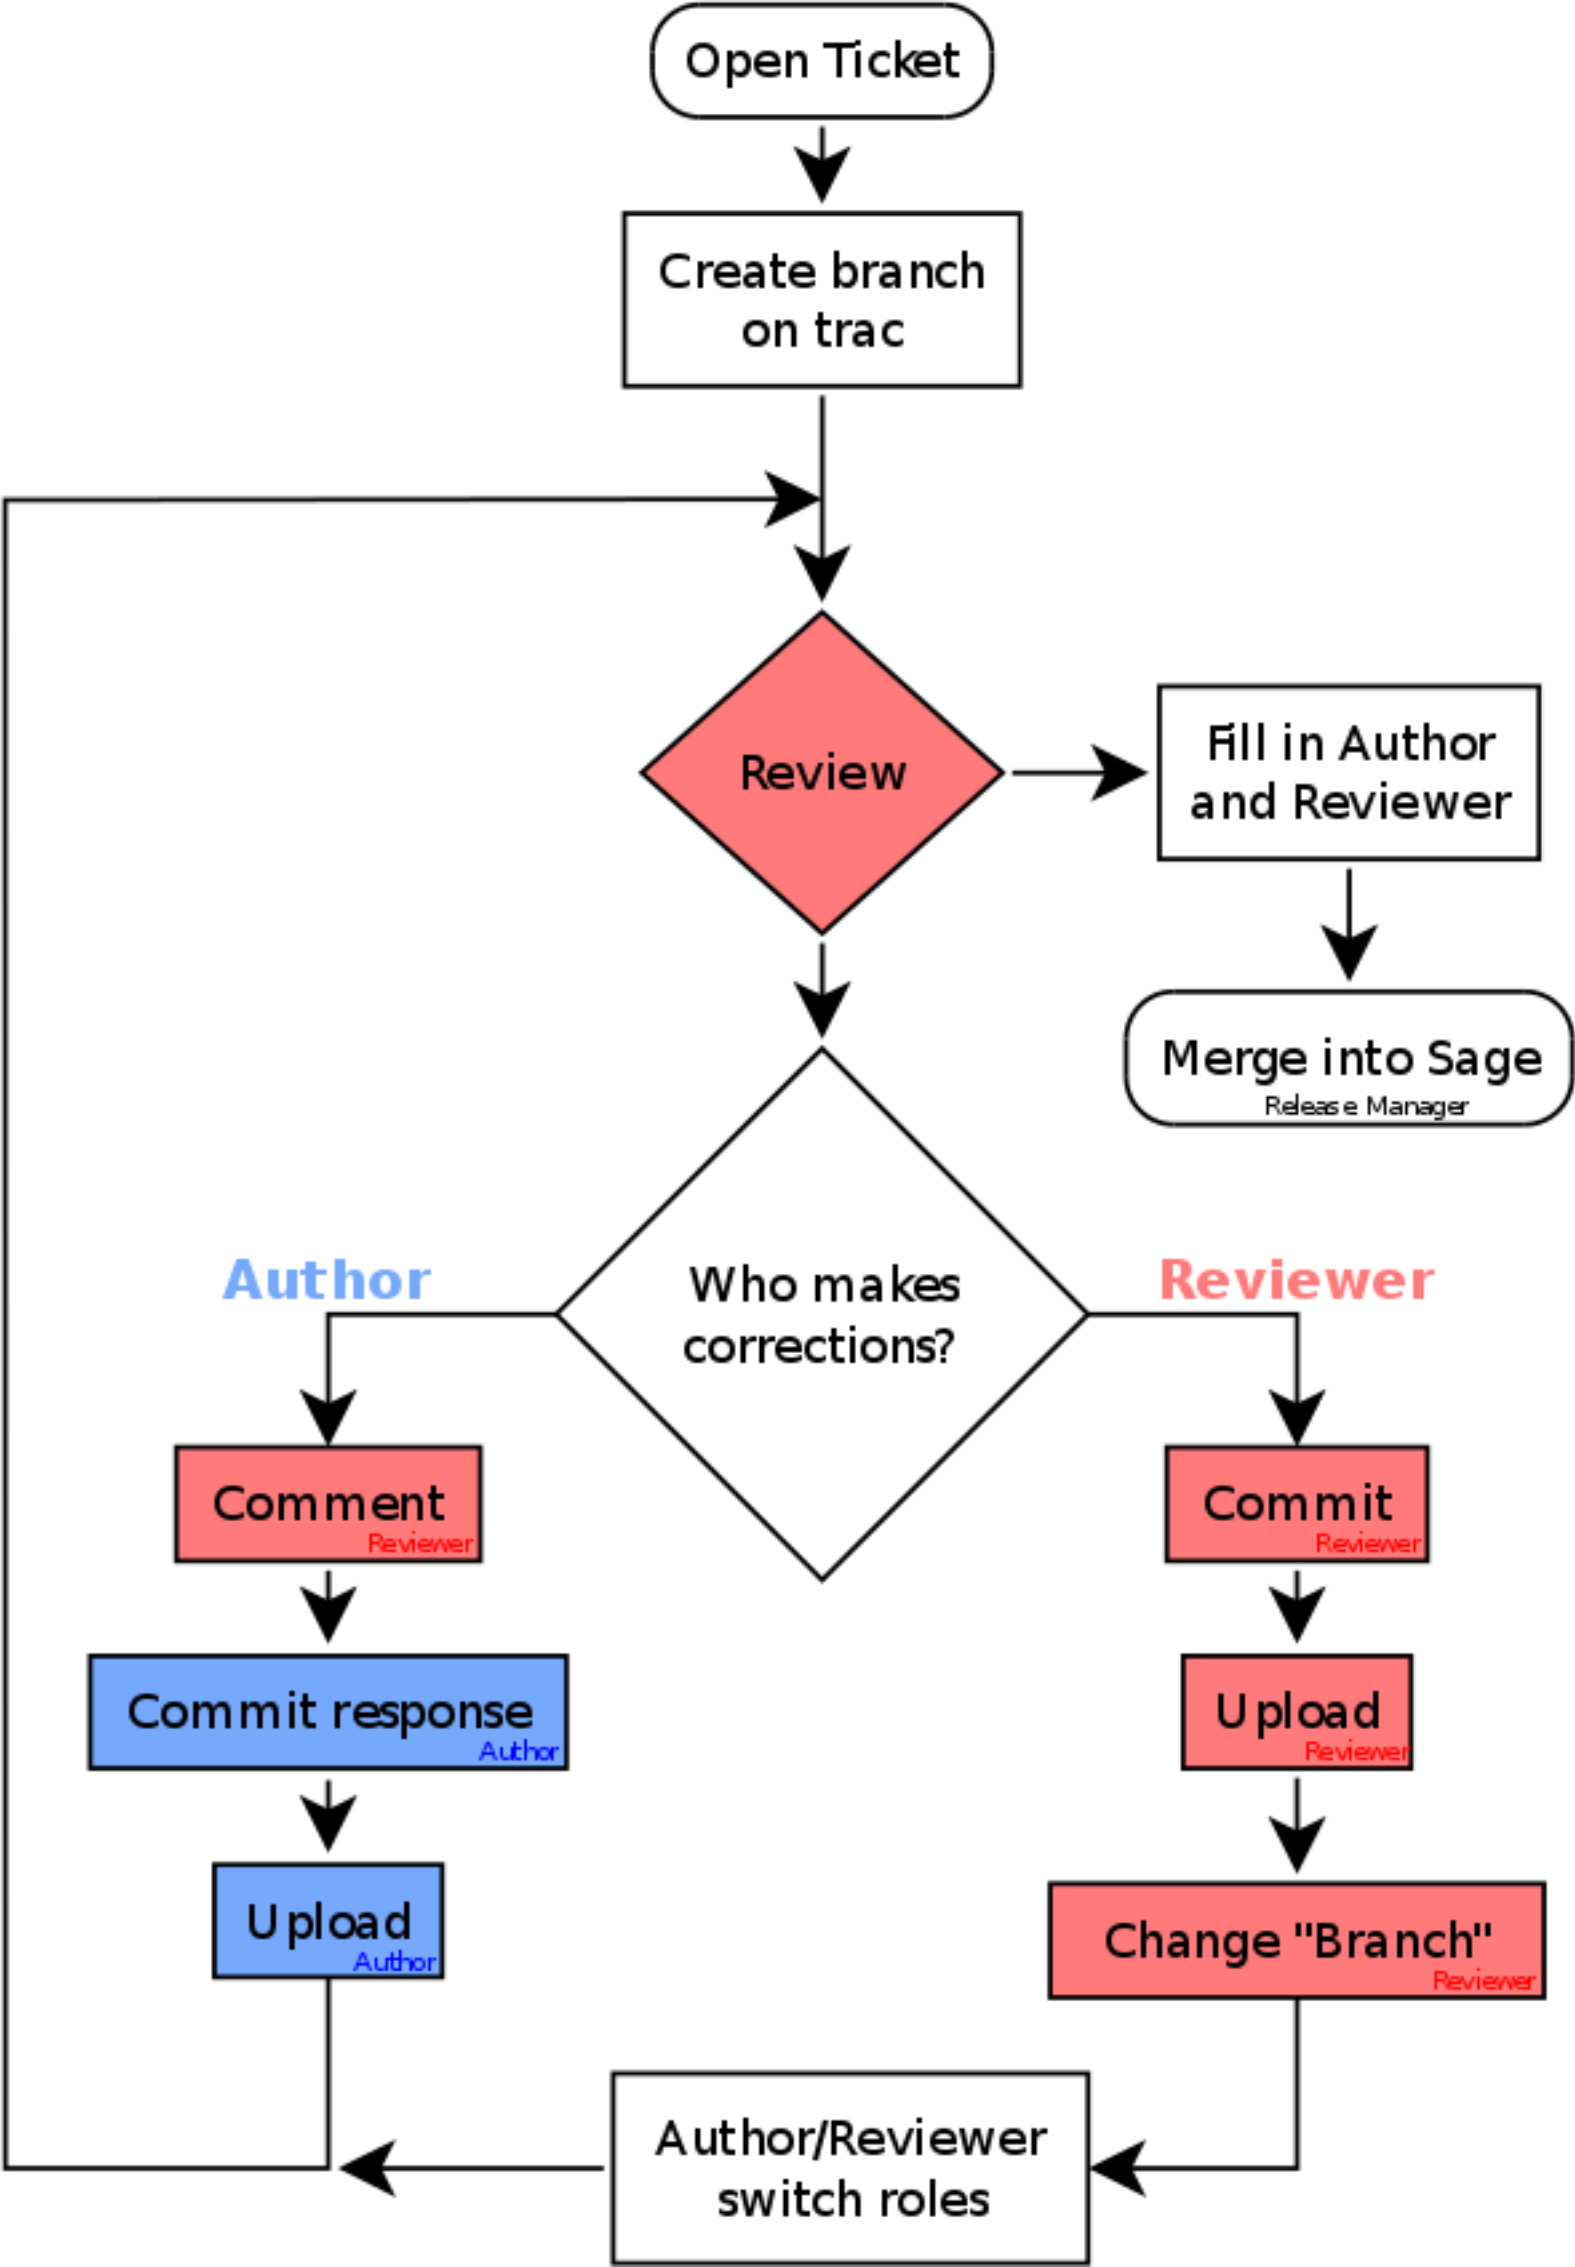 Open Ticket
Create branch
on trac
Review
Fill in Author
and Reviewer
Merge into Sage
Release Manager
Author
Reviewer
Who makes
corrections?
Comment
Reviewer
Commit
Reviewer
Commit response
Author
Upload
Reviewer
Upload
Author
Change "Branch"
Reviewer
Author/Reviewer
switch roles